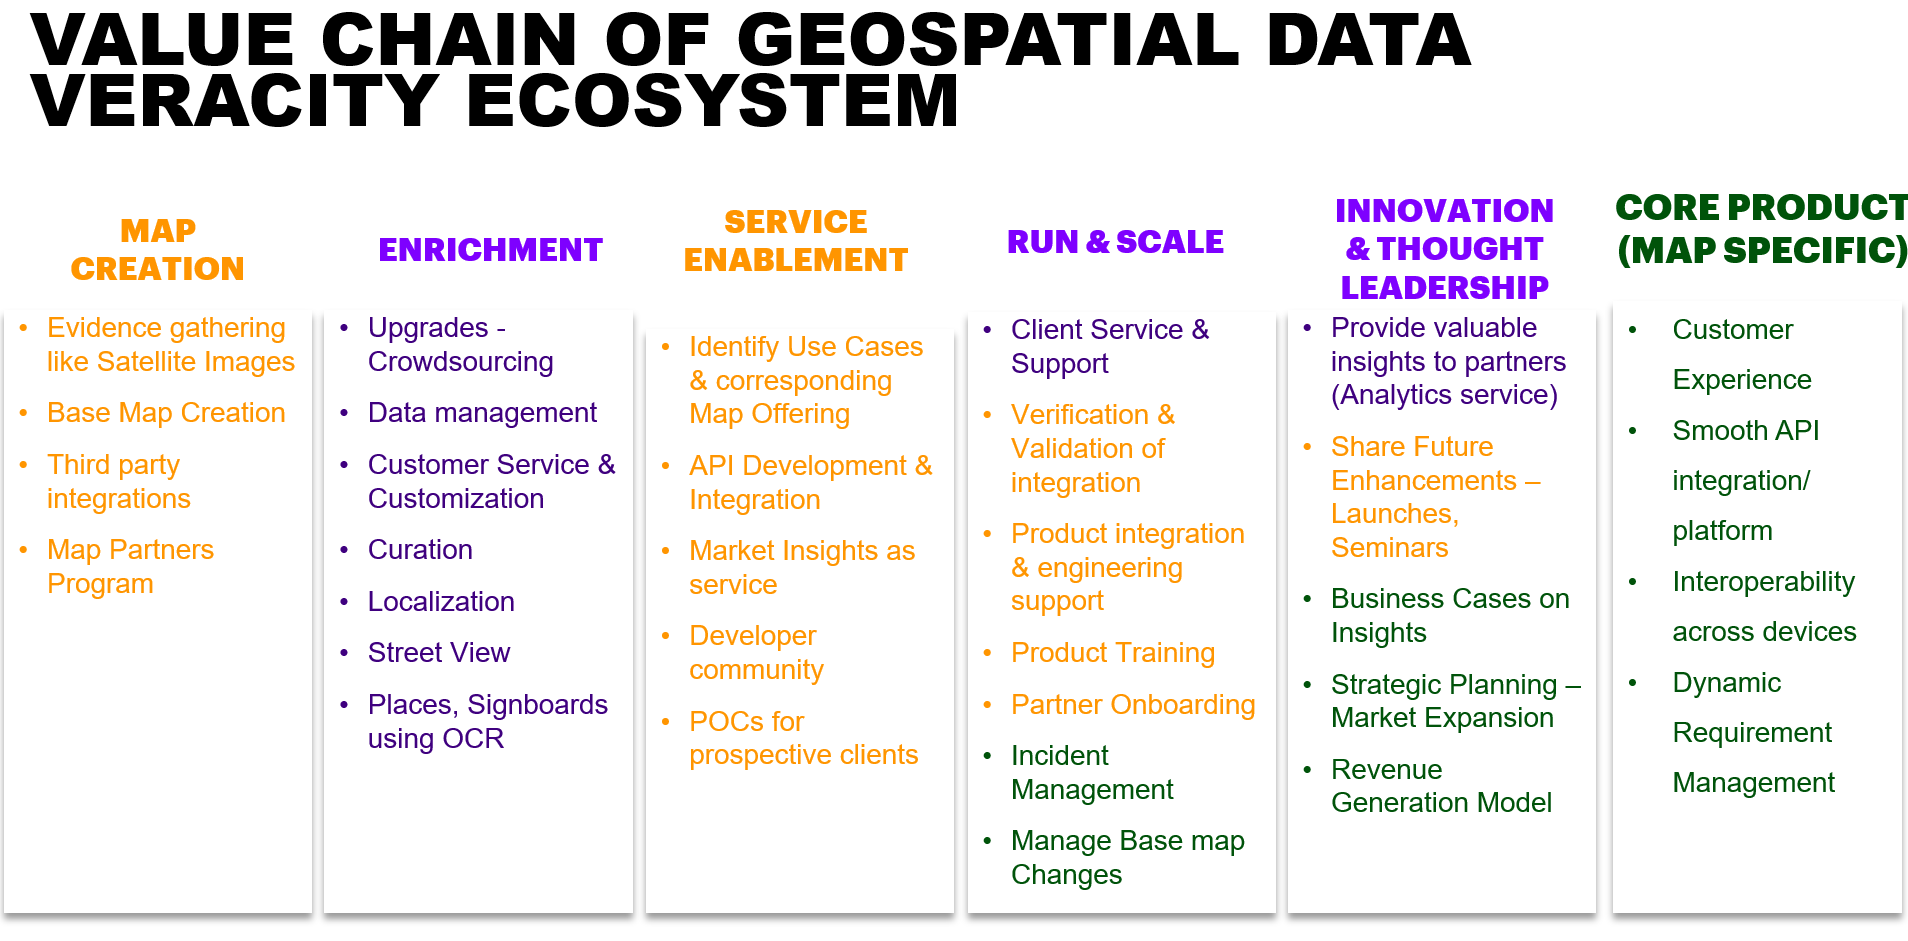 VALUE CHAIN OF GEOSPATIAL DATA
VERACITY ECOSYSTEM
MAP
CREATION
• Evidence gathering
like Satellite Images
• Base Map Creation
• Third party
integrations
• Map Partners
Program
ENRICHMENT
• Upgrades -
Crowdsourcing
• Data management
• Customer Service &
Customization
• Curation
• Localization
• Street View
• Places, Signboards
using OCR
SERVICE
ENABLEMENT
• Identify Use Cases
& corresponding
Map Offering
• API Development &
Integration
• Market Insights as
service
• Developer
community
• POCs for
prospective clients
RUN & SCALE
• Client Service &
Support
• Verification &
Validation of
integration
• Product integration
& engineering
support
• Product Training
• Partner Onboarding
• Incident
Management
• Manage Base map
Changes
INNOVATION
& THOUGHT
LEADERSHIP
• Provide valuable
insights to partners
(Analytics service)
• Share Future
Enhancements –
Launches,
Seminars
• Business Cases on
Insights
• Strategic Planning –
Market Expansion
• Revenue
Generation Model
CORE PRODUCT
(MAP SPECIFIC)
• Customer
Experience
• Smooth API
integration/
platform
• Interoperability
across devices
• Dynamic
Requirement
Management